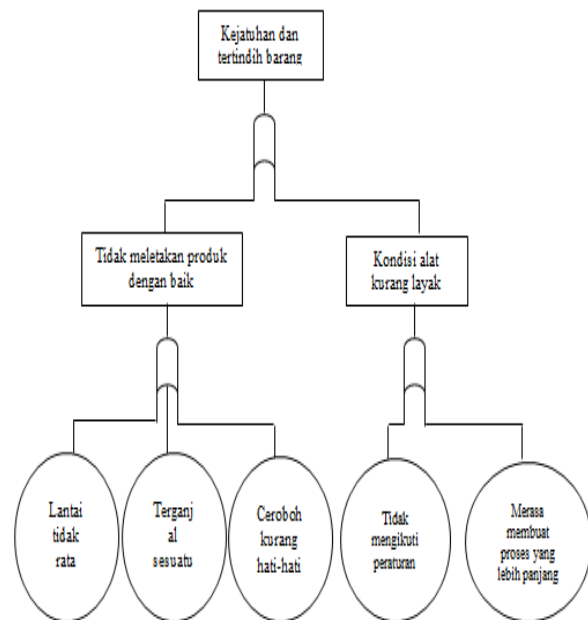 Kejatuhan dan
tertindih barang
Tidak meletakan produk
dengan baik
Kondisi alat
kurang layak
Lantai
tidak
rata
Terganj
al
sesuatu
Ceroboh
kurang
hati-hati
Tidak
mengikuti
peraturan
Merasa
membuat
proses yang
lebih panjang